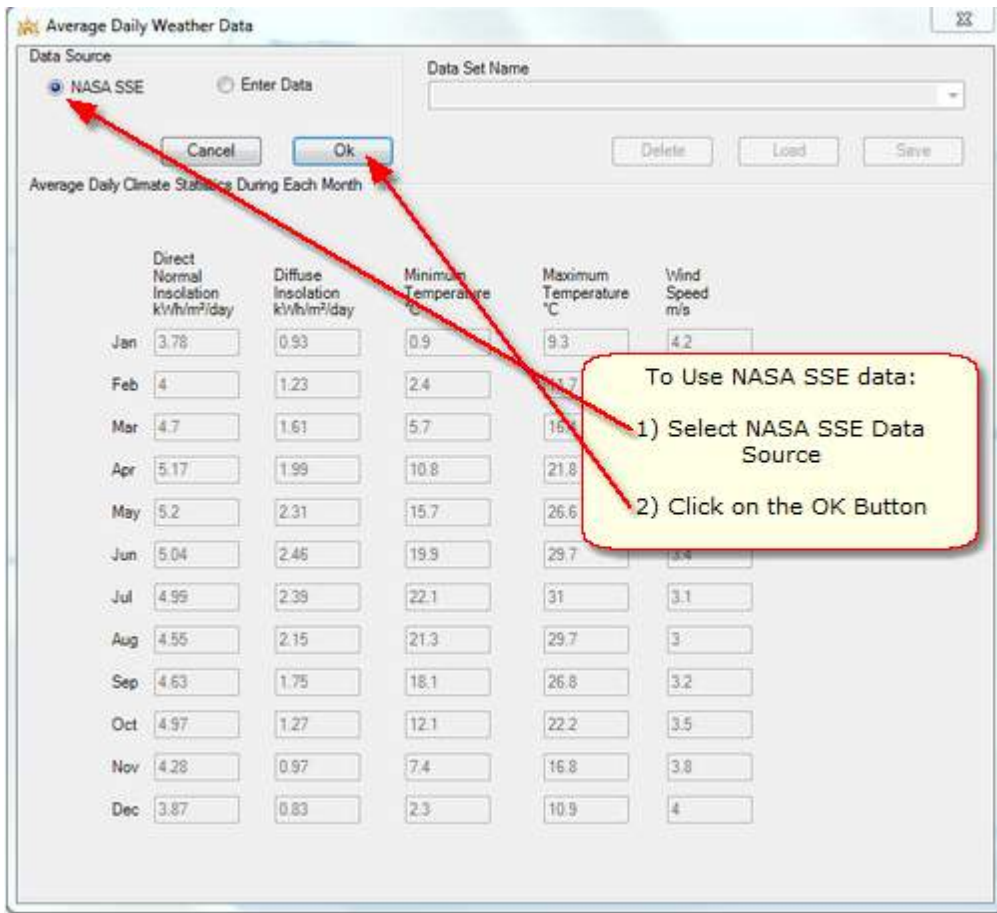 Average Daily Weather Data
Data Source
NASA SSE
Enter Data
Data Set Name
Cancel
Ok
Delete
Load
Save
Average Daily Climate Statistics During Each Month
Direct
Normal
Insolation
kWh/m²/day
Diffuse
Insolation
kWh/m²/day
Minimum
Temperature
°C
Maximum
Temperature
°C
Wind
Speed
m/s
Jan 3.78 0.93 0.9 9.3 4.2
Feb 4 1.23 2.4
Mar 4.7 1.61 5.7
Apr 5.17 1.99 10.8 21.8
May 5.2 2.31 15.7 26.6
Jun 5.04 2.46 19.9 29.7 3.4
Jul 4.99 2.39 22.1 31 3.1
Aug 4.55 2.15 21.3 29.7 3
Sep 4.63 1.75 18.1 26.8 3.2
Oct 4.97 1.27 12.1 22.2 3.5
Nov 4.28 0.97 7.4 16.8 3.8
Dec 3.87 0.83 2.3 10.9 4
To Use NASA SSE data:
1) Select NASA SSE Data
Source
2) Click on the OK Button